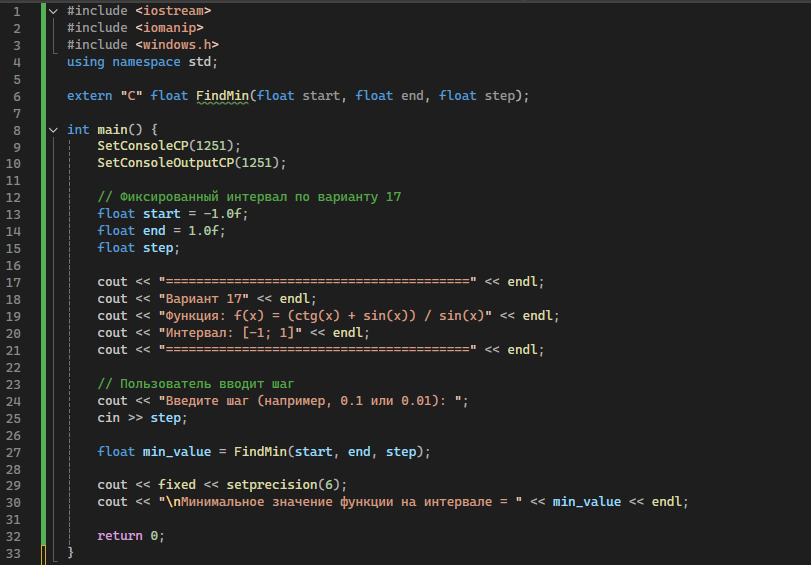 1 #include <iostream>
2 #include <iomanip>
3 #include <windows.h>
4 using namespace std;
5
6 extern "C" float FindMin(float start, float end, float step);
7
8 int main() {
9     SetConsoleCP(1251);
10     SetConsoleOutputCP(1251);
11
12     // Фиксированный интервал по варианту 17
13     float start = -1.0f;
14     float end = 1.0f;
15     float step;
16
17     cout << "========================================" << endl;
18     cout << "Вариант 17" << endl;
19     cout << "Функция: f(x) = (ctg(x) + sin(x)) / sin(x)" << endl;
20     cout << "Интервал: [-1; 1]" << endl;
21     cout << "========================================" << endl;
22
23     // Пользователь вводит шаг
24     cout << "Введите шаг (например, 0.1 или 0.01): ";
25     cin >> step;
26
27     float min_value = FindMin(start, end, step);
28
29     cout << fixed << setprecision(6);
30     cout << "\nМинимальное значение функции на интервале = " << min_value << endl;
31
32     return 0;
33 }